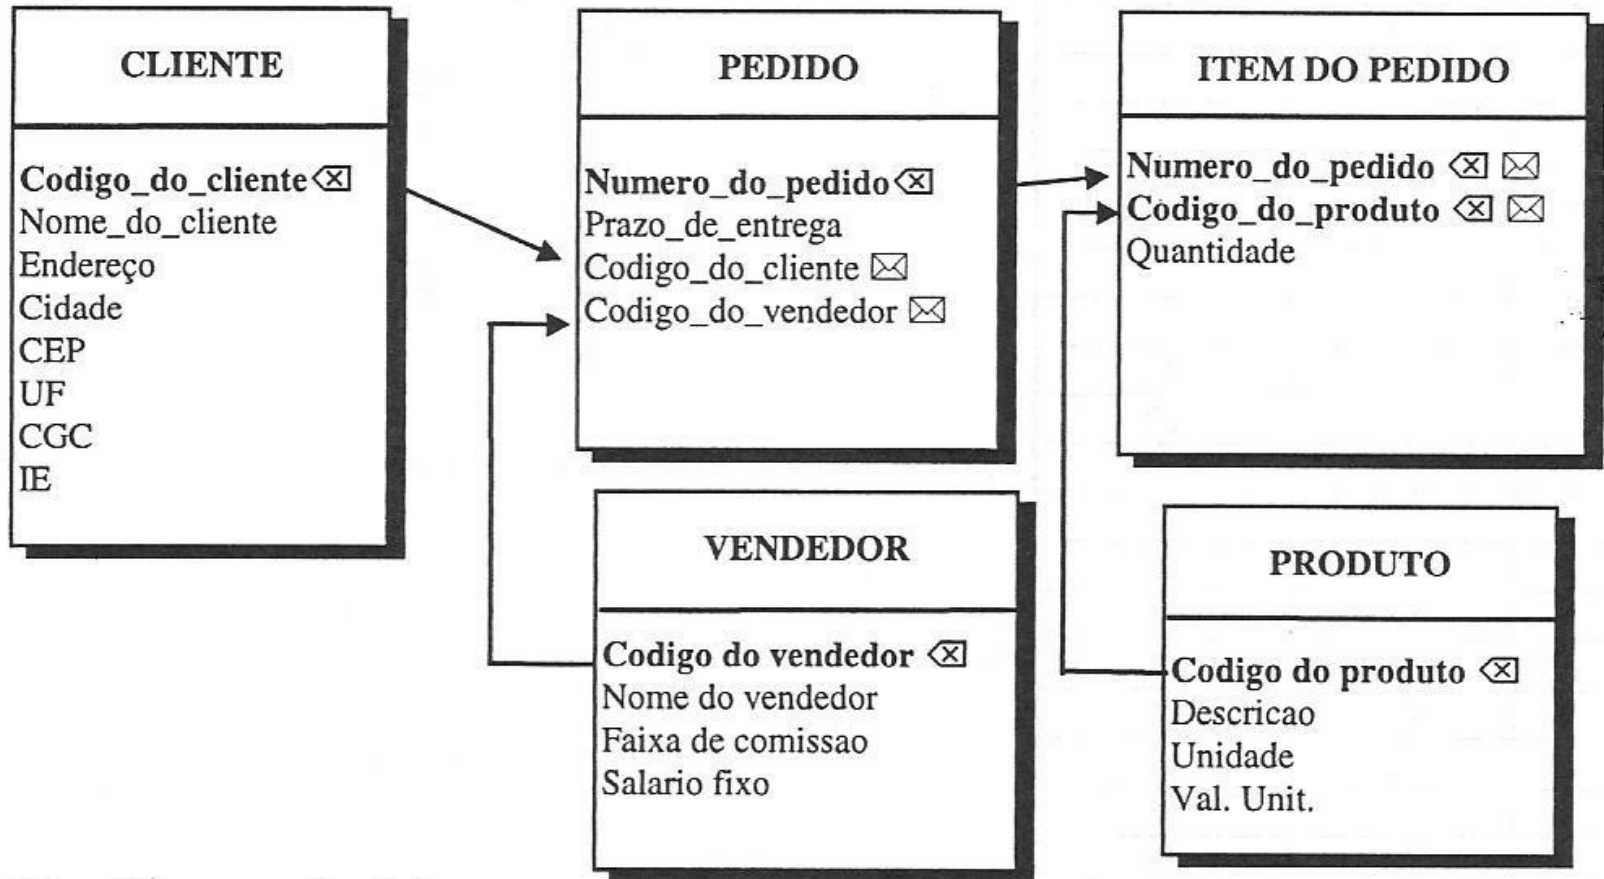 CLIENTE
Codigo_do_cliente
Nome_do_cliente
Endereço
Cidade
CEP
UF
CGC
IE
PEDIDO
Numero_do_pedido
Prazo_de_entrega
Codigo_do_cliente
Codigo_do_vendedor
ITEM DO PEDIDO
Numero_do_pedido
Codigo_do_produto
Quantidade
VENDEDOR
Codigo do vendedor
Nome do vendedor
Faixa de comissao
Salario fixo
PRODUTO
Codigo do produto
Descricao
Unidade
Val. Unit.